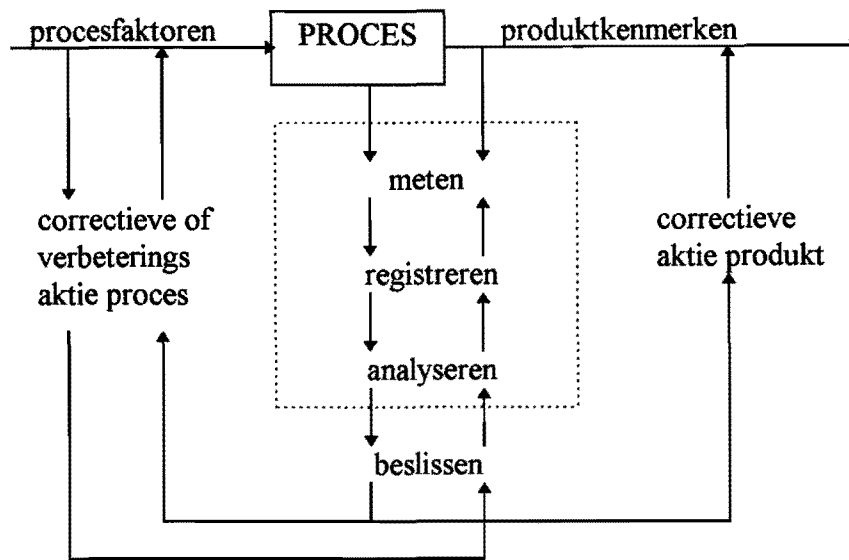 procesfaktoren
PROCES
produktkenmerken
meten
correctieve of
verbeterings
aktie proces
registreren
correctieve
aktie produkt
analyseren
beslissen